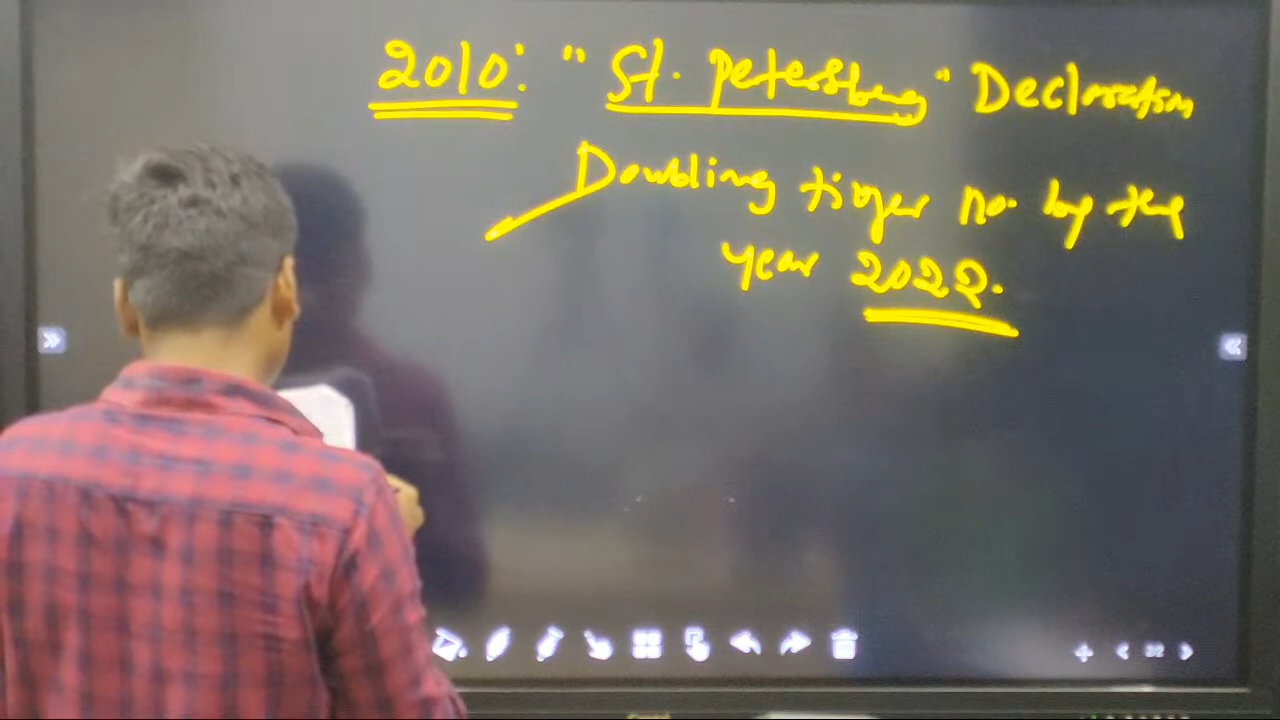 2010: "St. Petersburg" Declaration
Doubling tiger no. by the
year 2022.